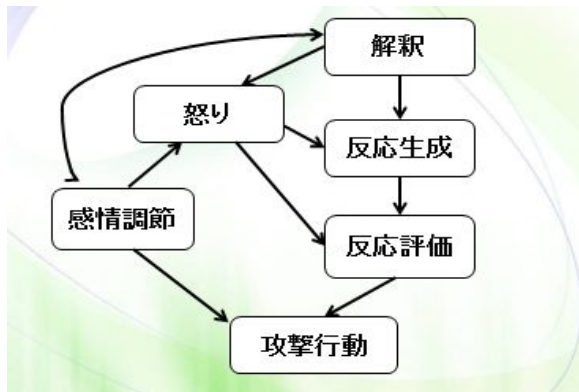 解釈
怒り
反応生成
感情調節
反応評価
攻撃行動